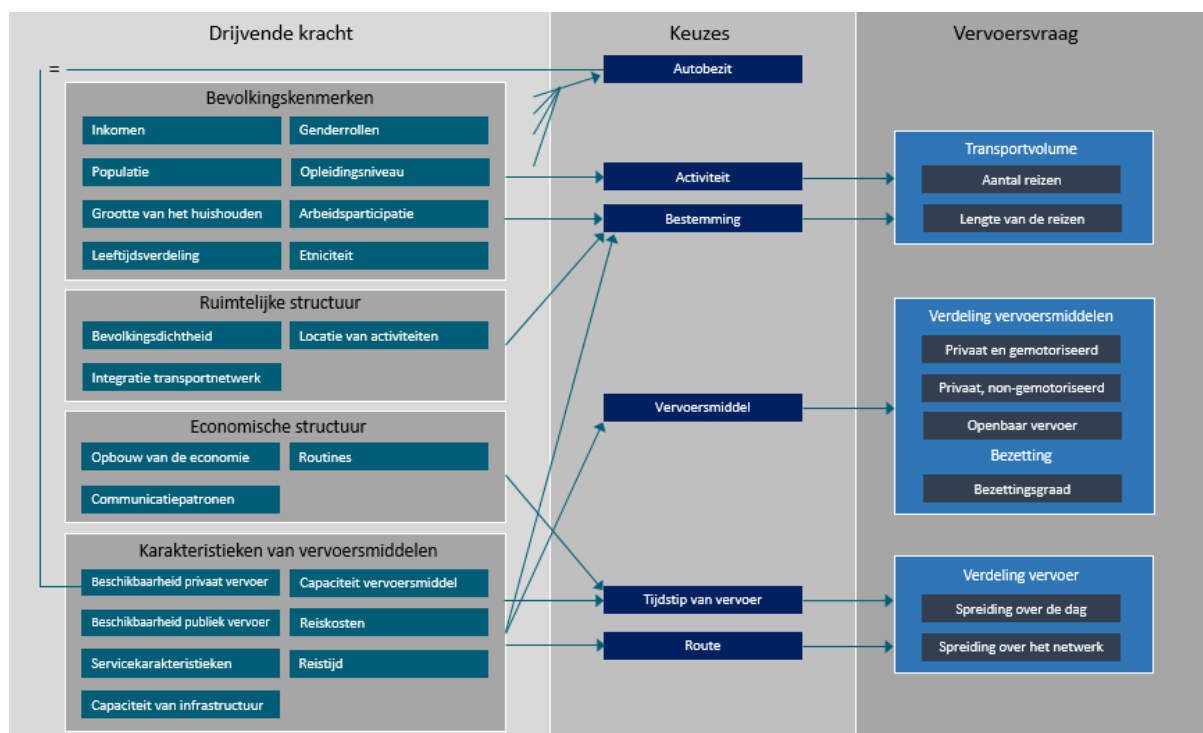 Drijvende kracht
Keuzes
Vervoersvraag
=
Autobezit
Bevolkingskenmerken
Inkomen
Genderrollen
Populatie
Opleidingsniveau
Grootte van het huishouden
Arbeidsparticipatie
Leeftijdsverdeling
Etniciteit
Ruimtelijke structuur
Bevolkingsdichtheid
Locatie van activiteiten
Integratie transportnetwerk
Economische structuur
Opbouw van de economie
Routines
Communicatiepatronen
Karakteristieken van vervoersmiddelen
Beschikbaarheid privaat vervoer
Capaciteit vervoersmiddel
Beschikbaarheid publiek vervoer
Reiskosten
Servicekarakteristieken
Reistijd
Capaciteit van infrastructuur
Activiteit
Bestemming
Vervoersmiddel
Tijdstip van vervoer
Route
Transportvolume
Aantal reizen
Lengte van de reizen
Verdeling vervoersmiddelen
Privaat en gemotoriseerd
Privaat, non-gemotoriseerd
Openbaar vervoer
Bezetting
Bezettingsgraad
Verdeling vervoer
Spreiding over de dag
Spreiding over het netwerk